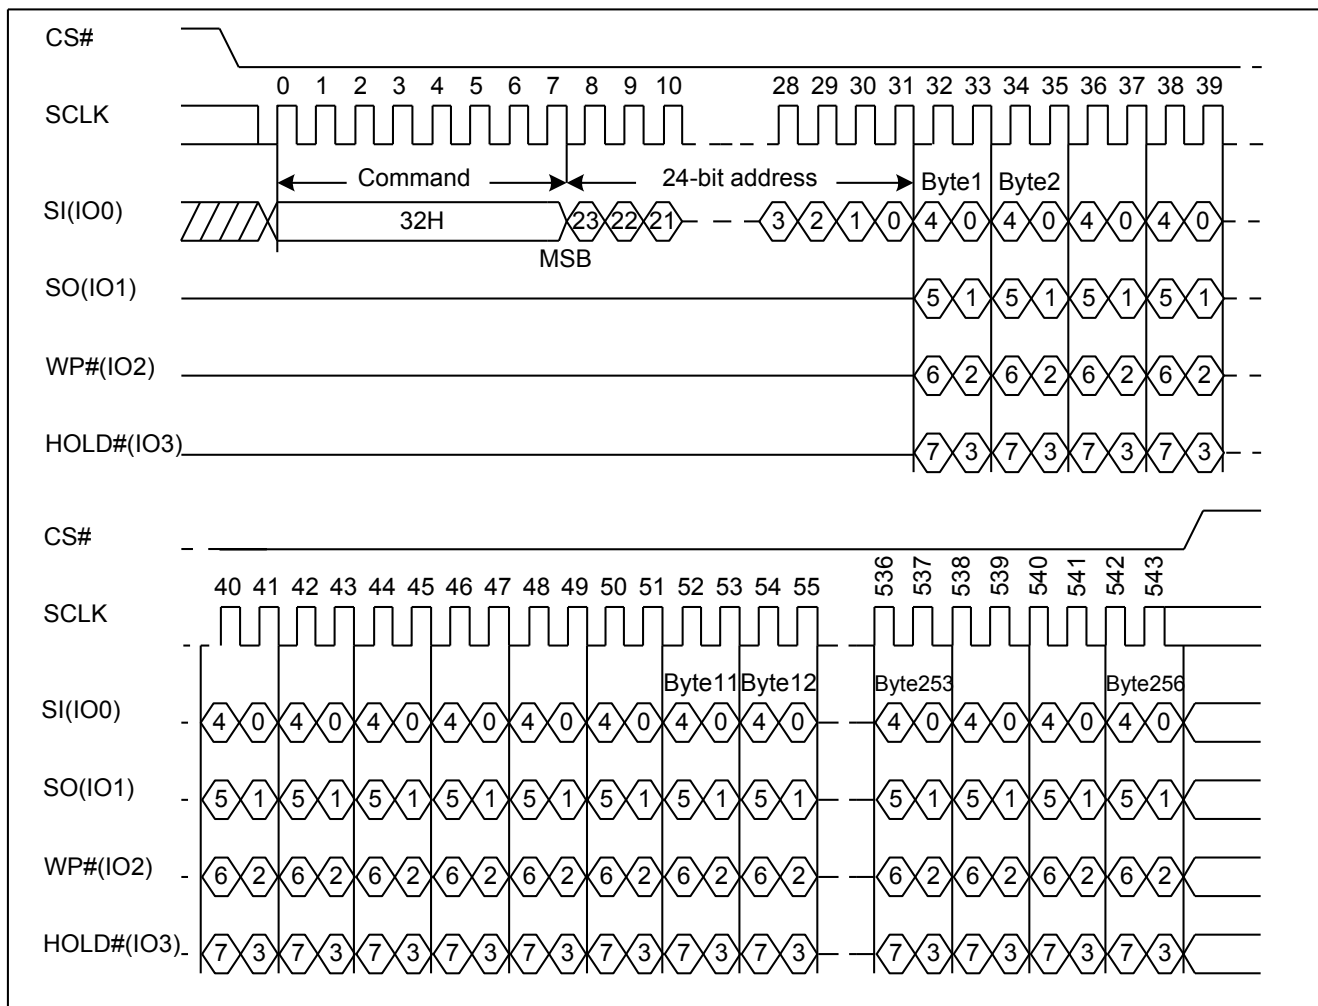 CS#
0 1 2 3 4 5 6 7 8 9 10 28 29 30 31 32 33 34 35 36 37 38 39
SCLK
Command 24-bit address Byte1 Byte2
SI(IO0) 32H 23 22 21 3 2 1 0 4 0 4 0 4 0 4 0
MSB
SO(IO1) 5 1 5 1 5 1 5 1
WP#(IO2) 6 2 6 2 6 2 6 2
HOLD#(IO3) 7 3 7 3 7 3 7 3
CS#
40 41 42 43 44 45 46 47 48 49 50 51 52 53 54 55 536 537 538 539 540 541 542 543
SCLK
Byte11 Byte12 Byte253 Byte256
SI(IO0) 4 0 4 0 4 0 4 0 4 0 4 0 4 0 4 0 4 0 4 0 4 0 4 0
SO(IO1) 5 1 5 1 5 1 5 1 5 1 5 1 5 1 5 1 5 1 5 1 5 1 5 1
WP#(IO2) 6 2 6 2 6 2 6 2 6 2 6 2 6 2 6 2 6 2 6 2 6 2 6 2
HOLD#(IO3) 7 3 7 3 7 3 7 3 7 3 7 3 7 3 7 3 7 3 7 3 7 3 7 3